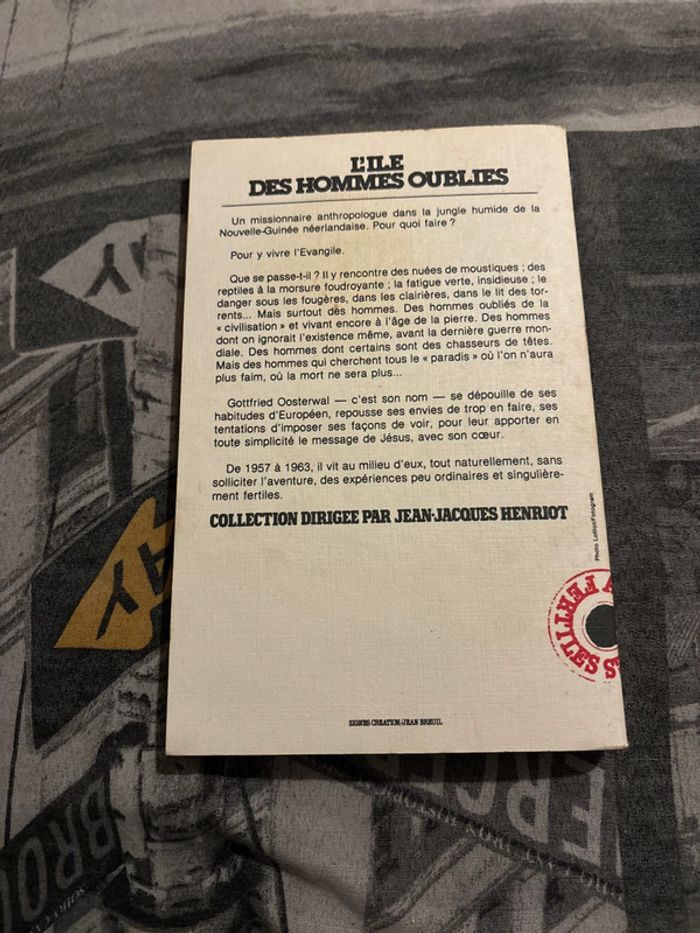 L'ILE
DES HOMMES OUBLIES
Un missionnaire anthropologue dans la jungle humide de la
Nouvelle-Guinée néerlandaise. Pour quoi faire ?
Pour y vivre l'Evangile.
Que se passe-t-il ? Il y rencontre des nuées de moustiques ; des
reptiles à la morsure foudroyante ; la fatigue verte, insidieuse ; le
danger sous les fougères, dans les clairières, dans le lit des tor-
rents... Mais surtout des hommes. Des hommes oubliés de la
« civilisation » et vivant encore à l'âge de la pierre. Des hommes
dont on ignorait l'existence même, avant la dernière guerre mon-
diale. Des hommes dont certains sont des chasseurs de têtes.
Mais des hommes qui cherchent tous le « paradis » où l'on n'aura
plus faim, où la mort ne sera plus...
Gottfried Oosterwal — c'est son nom — se dépouille de ses
habitudes d'Européen, repousse ses envies de trop en faire, ses
tentations d'imposer ses façons de voir, pour leur apporter en
toute simplicité le message de Jésus, avec son cœur.
De 1957 à 1963, il vit au milieu d'eux, tout naturellement, sans
solliciter l'aventure, des expériences peu ordinaires et singulière-
ment fertiles.
COLLECTION DIRIGEE PAR JEAN-JACQUES HENRIOT
Photo Loliiot/Fotogram
FERTILES
SIGNES CREATION/JEAN BREUIL
BROU